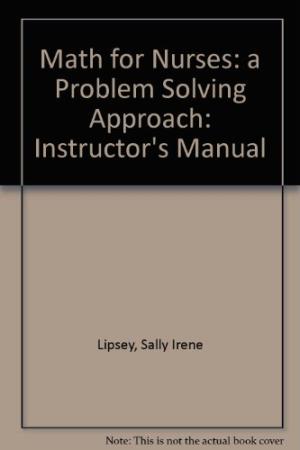 Math for Nurses: a
Problem Solving
Approach:
Instructor's Manual
Lipsey, Sally Irene
Note: This is not the actual book cover